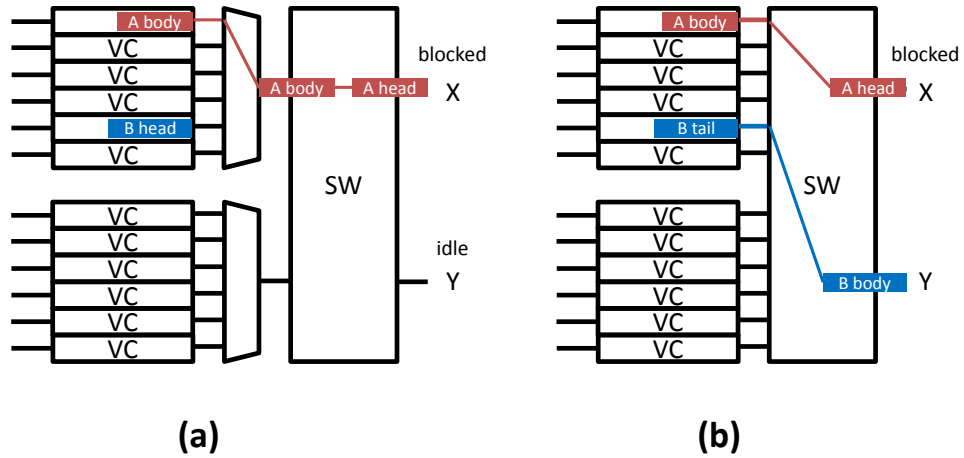 A body
VC
VC
VC
B head
VC
VC
VC
VC
VC
VC
VC
A body
A head
blocked
X
SW
idle
Y
(a)
A body
VC
VC
VC
B tail
VC
VC
VC
VC
VC
VC
VC
SW
blocked
A head
X
B body
Y
(b)